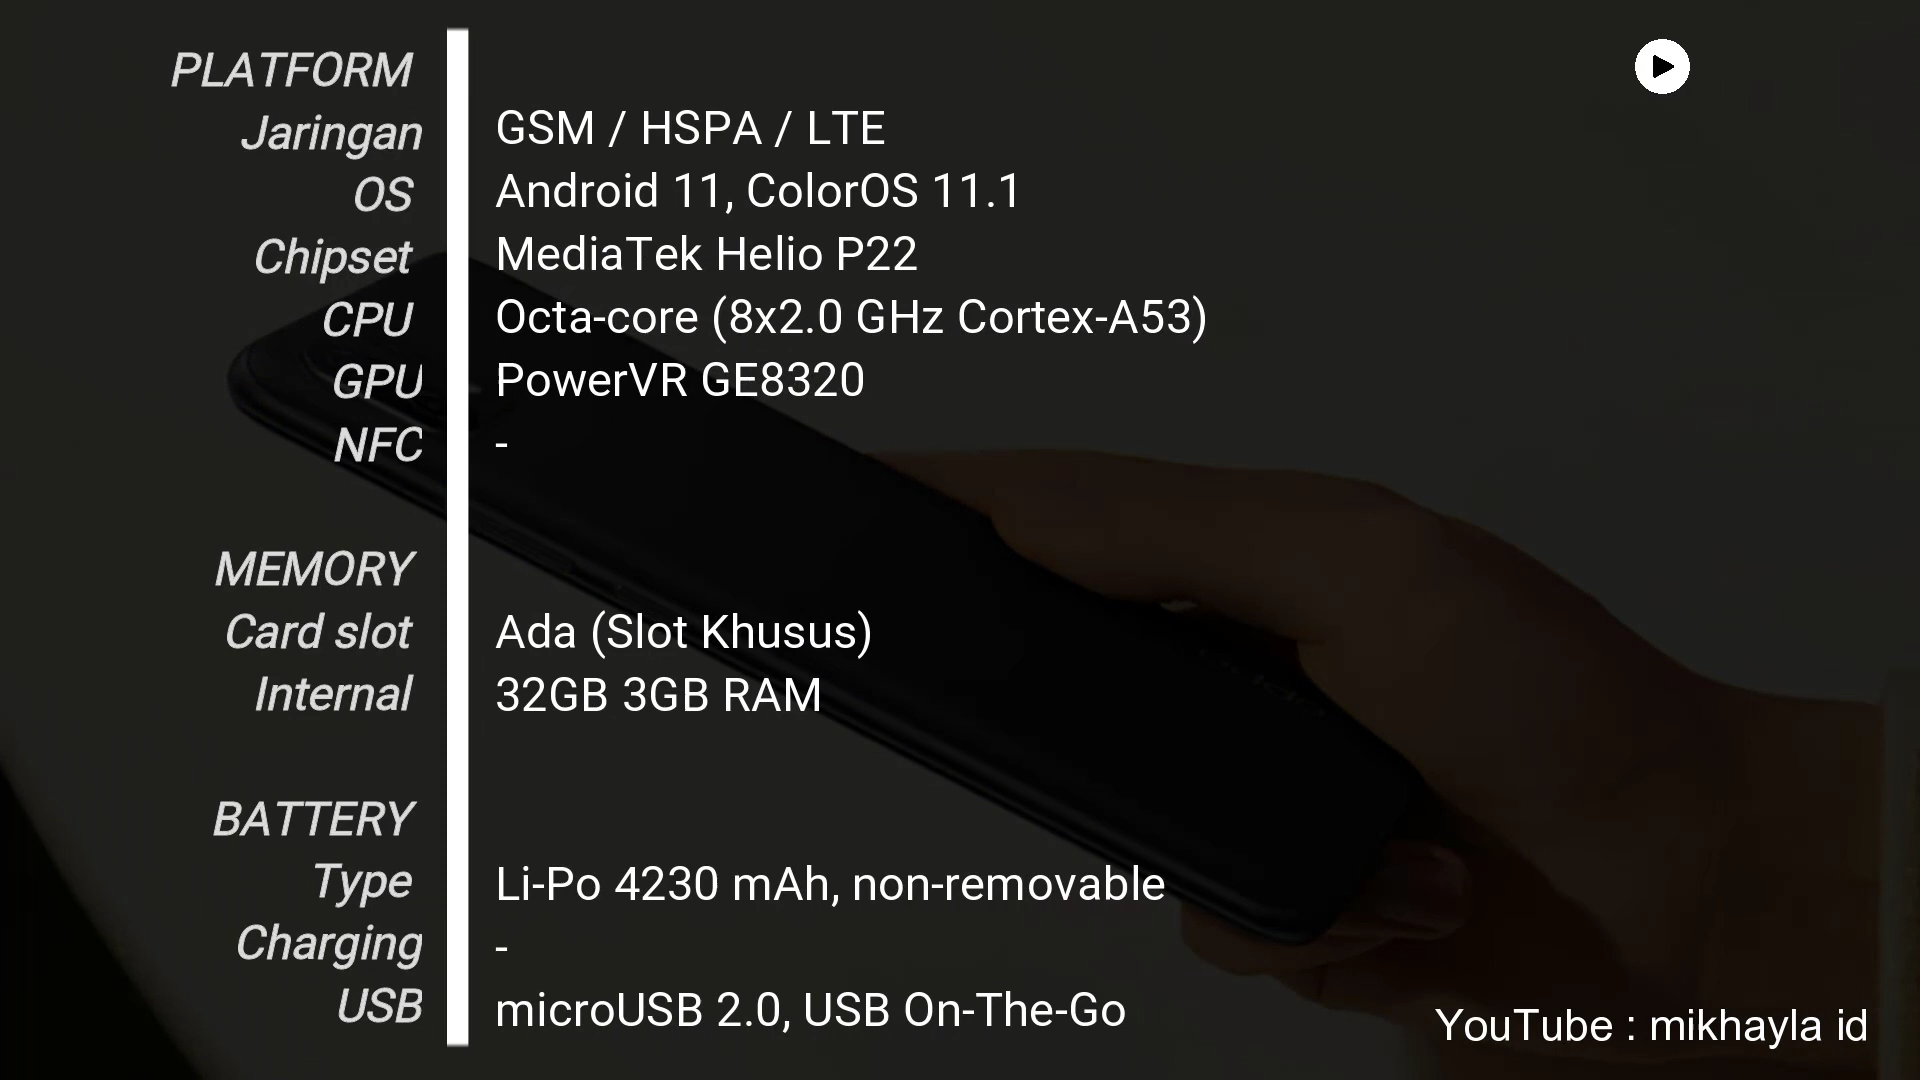 PLATFORM
Jaringan GSM / HSPA / LTE
OS Android 11, ColorOS 11.1
Chipset MediaTek Helio P22
CPU Octa-core (8x2.0 GHz Cortex-A53)
GPU PowerVR GE8320
NFC -
MEMORY
Card slot Ada (Slot Khusus)
Internal 32GB 3GB RAM
BATTERY
Type Li-Po 4230 mAh, non-removable
Charging -
USB microUSB 2.0, USB On-The-Go
YouTube : mikhayla id